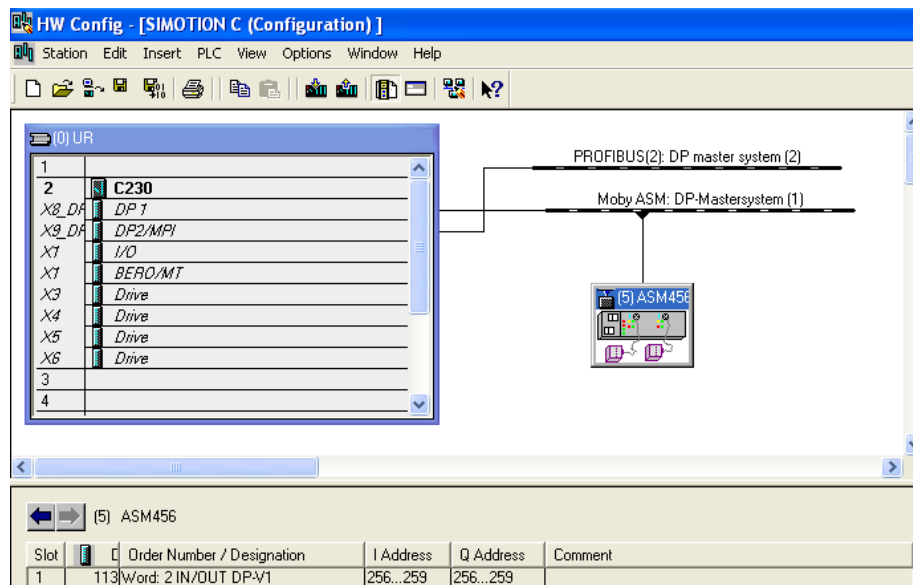 HW Config - [SIMOTION C (Configuration) ]
Station Edit Insert PLC View Options Window Help
(0) UR
1
2 C230
X8_DP DP 1
X9_DP DP2/MPI
X1 I/O
X1 BERO/MT
X3 Drive
X4 Drive
X5 Drive
X6 Drive
3
4
PROFIBUS(2): DP master system (2)
Moby ASM: DP-Mastersystem (1)
(5) ASM456
(5) ASM456
Slot D Order Number / Designation I Address Q Address Comment
1 113 Word: 2 IN/OUT DP-V1 256...259 256...259